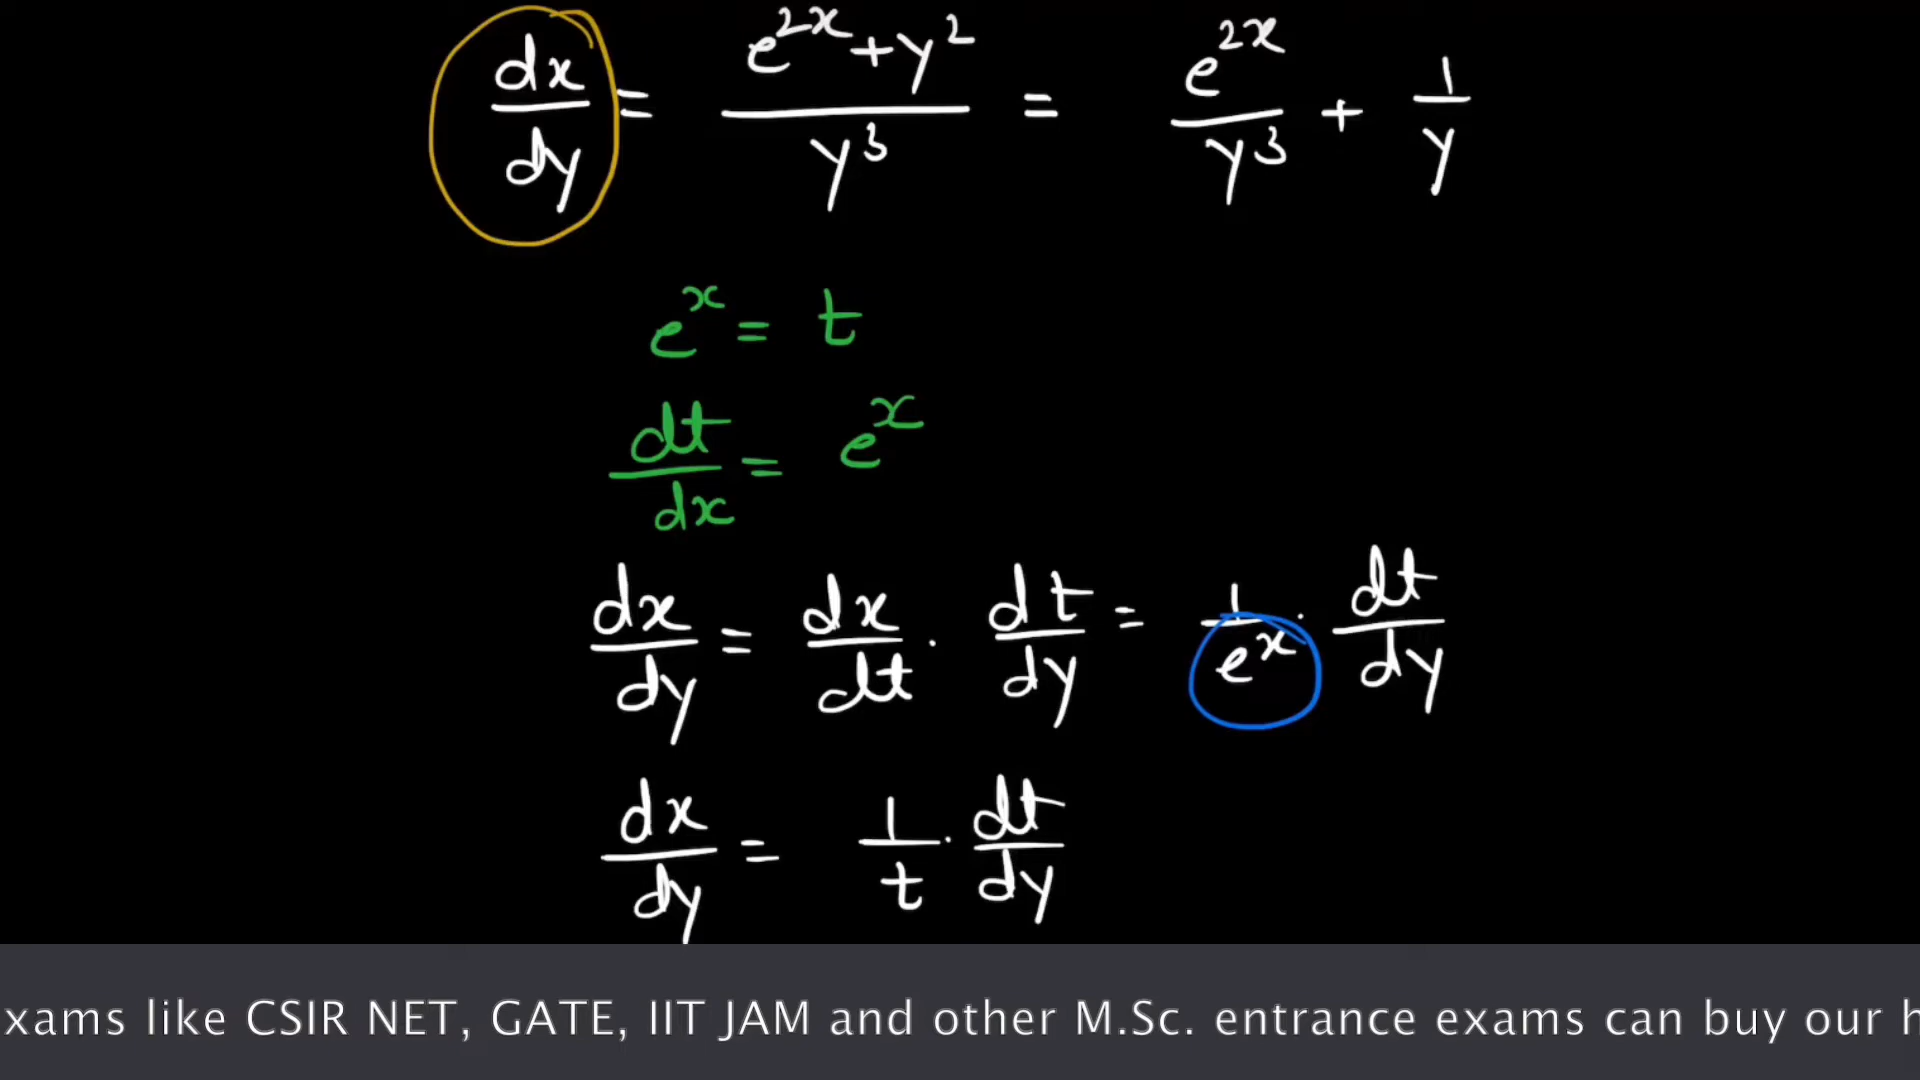 dx/dy = (e^{2x} + y^2)/y^3 = e^{2x}/y^3 + 1/y
e^x = t
dt/dx = e^x
dx/dy = dx/dt · dt/dy = 1/e^x · dt/dy
dx/dy = 1/t · dt/dy
xams like CSIR NET, GATE, IIT JAM and other M.Sc. entrance exams can buy our h